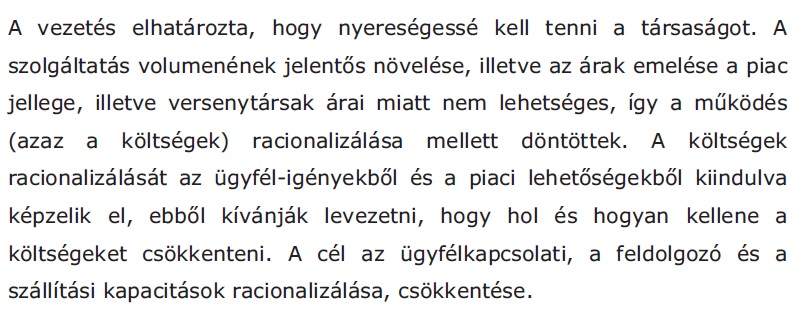 A vezetés elhatározta, hogy nyereségessé kell tenni a társaságot. A
szolgáltatás volumenének jelentős növelése, illetve az árak emelése a piac
jellege, illetve versenytársak árai miatt nem lehetséges, így a működés
(azaz a költségek) racionalizálása mellett döntöttek. A költségek
racionalizálását az ügyfél-igényekből és a piaci lehetőségekből kiindulva
képzelik el, ebből kívánják levezetni, hogy hol és hogyan kellene a
költségeket csökkenteni. A cél az ügyfélkapcsolati, a feldolgozó és a
szállítási kapacitások racionalizálása, csökkentése.